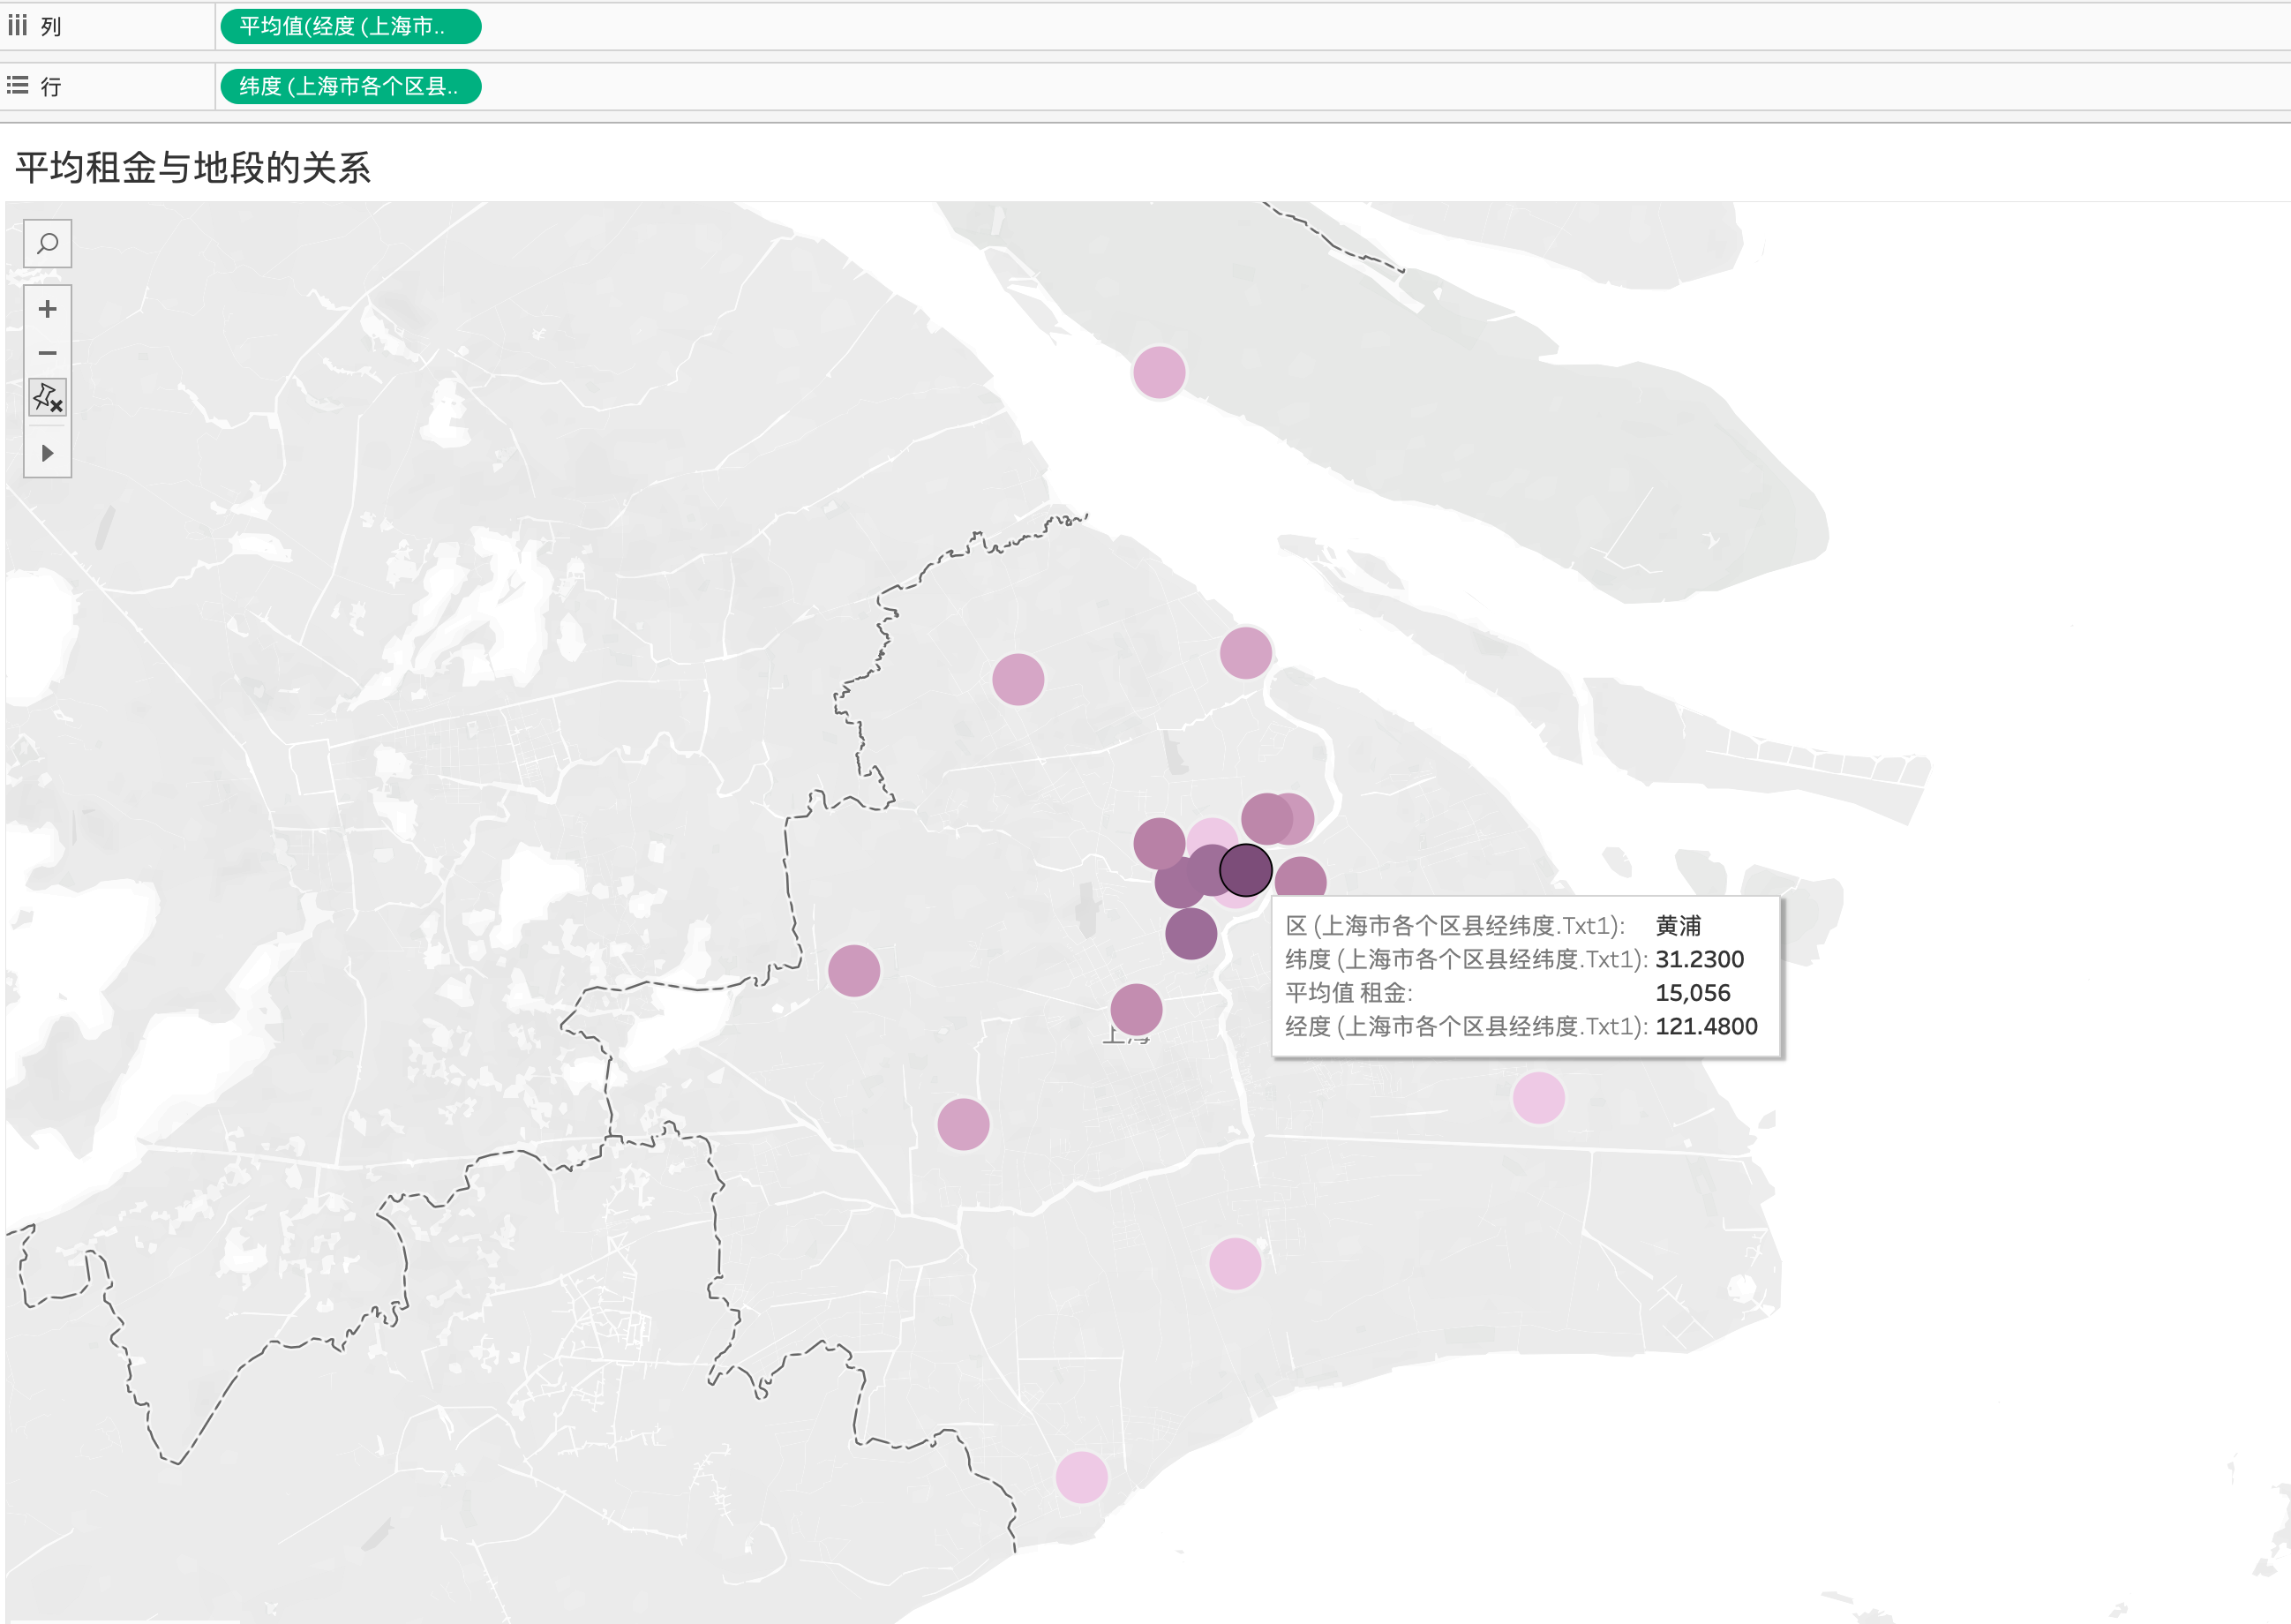 列
平均值(经度 (上海市..
行
纬度 (上海市各个区县..
平均租金与地段的关系
区 (上海市各个区县经纬度.Txt1): 黄浦
纬度 (上海市各个区县经纬度.Txt1): 31.2300
平均值 租金: 15,056
经度 (上海市各个区县经纬度.Txt1): 121.4800
上海